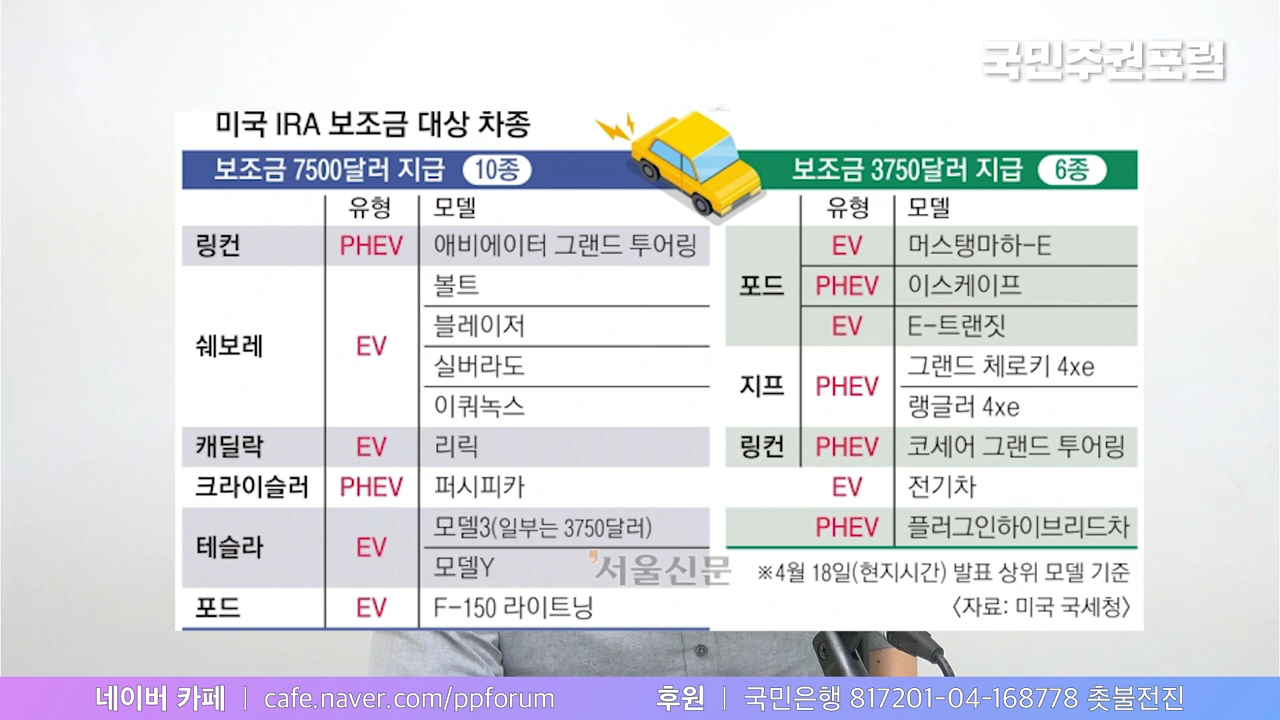 국민주권포럼
미국 IRA 보조금 대상 차종
보조금 7500달러 지급 10종
유형 모델
링컨 PHEV 애비에이터 그랜드 투어링
쉐보레 EV 볼트
블레이저
실버라도
이쿼녹스
캐딜락 EV 리릭
크라이슬러 PHEV 퍼시피카
테슬라 EV 모델3(일부는 3750달러)
모델Y
포드 EV F-150 라이트닝
보조금 3750달러 지급 6종
유형 모델
포드 EV 머스탱마하-E
PHEV 이스케이프
EV E-트랜짓
지프 PHEV 그랜드 체로키 4xe
랭글러 4xe
링컨 PHEV 코세어 그랜드 투어링
EV 전기차
PHEV 플러그인하이브리드차
서울신문
※4월 18일(현지시간) 발표 상위 모델 기준
〈자료: 미국 국세청〉
네이버 카페 | cafe.naver.com/ppforum 후원 | 국민은행 817201-04-168778 촛불전진